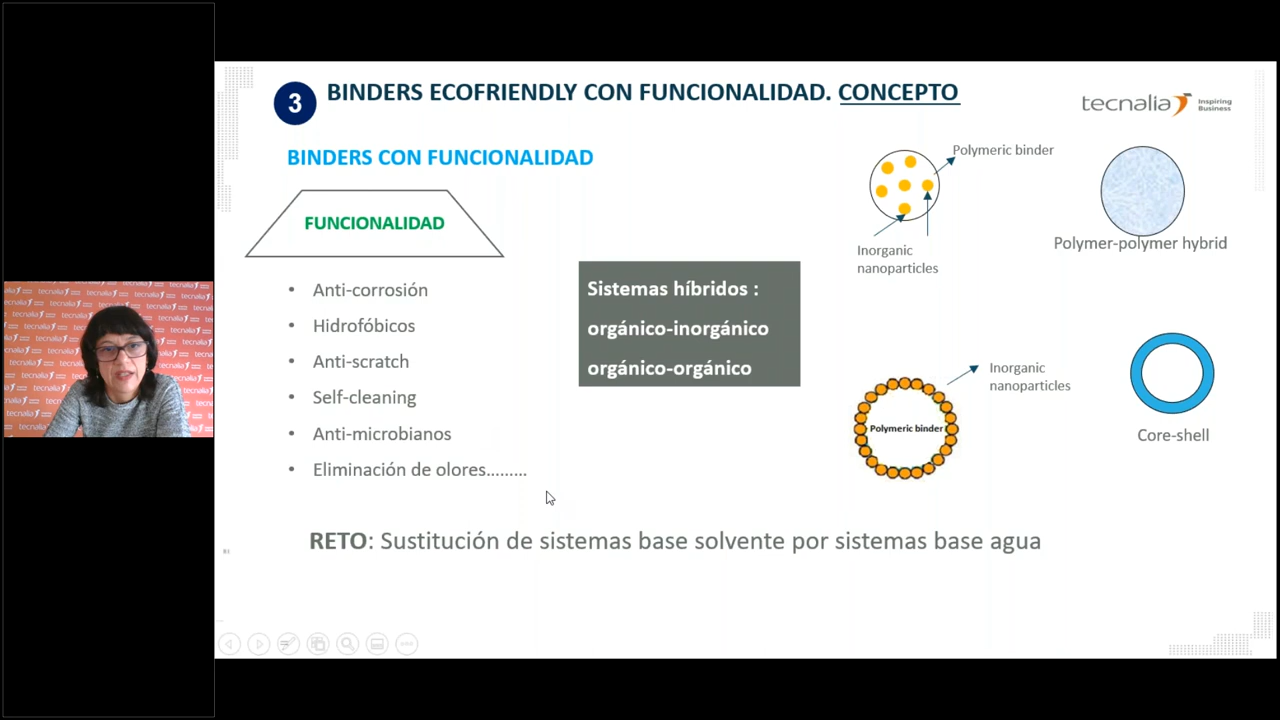 3
BINDERS ECOFRIENDLY CON FUNCIONALIDAD. CONCEPTO
tecnalia Inspiring
Business
BINDERS CON FUNCIONALIDAD
FUNCIONALIDAD
• Anti-corrosión
• Hidrofóbicos
• Anti-scratch
• Self-cleaning
• Anti-microbianos
• Eliminación de olores.........
Sistemas híbridos :
orgánico-inorgánico
orgánico-orgánico
Polymeric binder
Inorganic
nanoparticles
Polymer-polymer hybrid
Inorganic
nanoparticles
Polymeric binder
Core-shell
RETO: Sustitución de sistemas base solvente por sistemas base agua
tecnalia